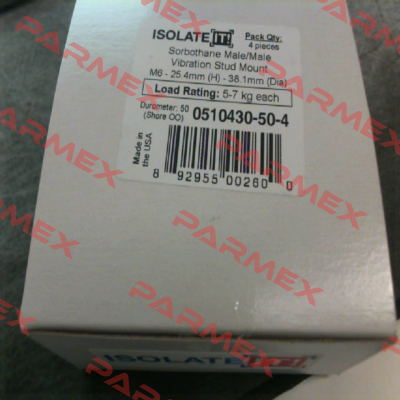 ISOLATE IT!
Pack Qty:
4 pieces
Sorbothane Male/Male
Vibration Stud Mount
M6 - 25.4mm (H) - 38.1mm (Dia)
Load Rating: 5-7 kg each
Durometer: 50
(Shore OO)
0510430-50-4
Made in
the USA
8 92955 00260 0
ISOLATE IT!
PARMEX
PARMEX
PARMEX
PARMEX
PARMEX
PARMEX
PARMEX